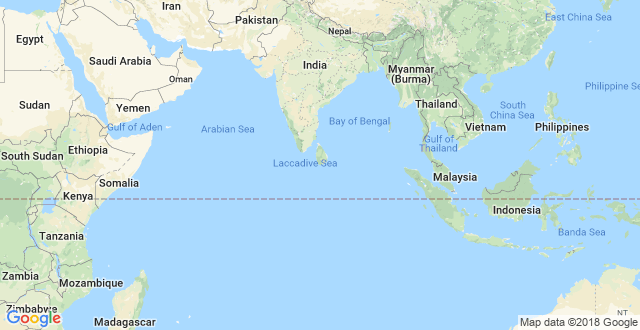 East China Sea
Iran
Pakistan
Nepal
Egypt
Saudi Arabia
India
Oman
Myanmar
(Burma)
Philippine S
Sudan
Yemen
Thailand
South
China Sea
Gulf of Aden
Arabian Sea
Bay of Bengal
Vietnam
Philippines
Ethiopia
Gulf of
Thailand
South Sudan
Laccadive Sea
Somalia
Malaysia
Kenya
Indonesia
Tanzania
Banda Sea
Zambia
Mozambique
Zimbabwe
NT
Google
Madagascar
Map data ©2018 Google